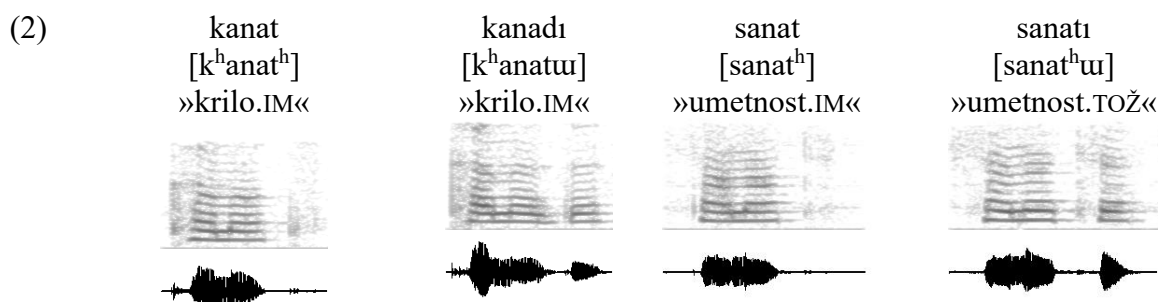 (2) kanat kanadı sanat sanatı
[kʰanatʰ] [kʰanatɯ] [sanatʰ] [sanatʰɯ]
»krilo.IM« »krilo.IM« »umetnost.IM« »umetnost.TOŽ«